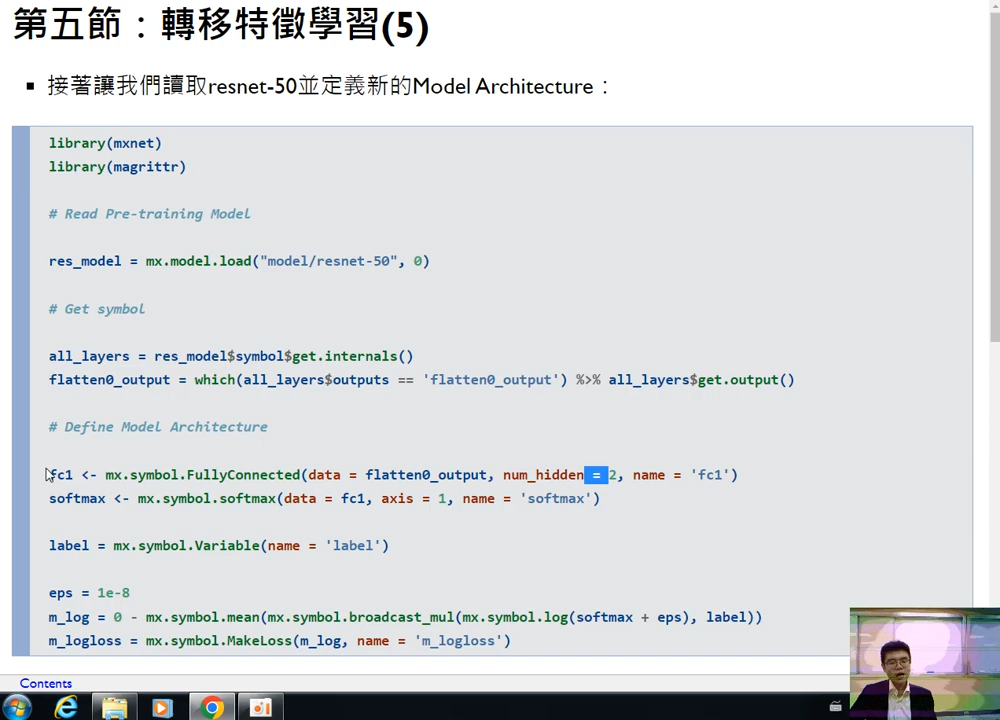 第五節：轉移特徵學習(5)
▪ 接著讓我們讀取resnet-50並定義新的Model Architecture：
library(mxnet)
library(magrittr)
# Read Pre-training Model
res_model = mx.model.load("model/resnet-50", 0)
# Get symbol
all_layers = res_model$symbol$get.internals()
flatten0_output = which(all_layers$outputs == 'flatten0_output') %>% all_layers$get.output()
# Define Model Architecture
fc1 <- mx.symbol.FullyConnected(data = flatten0_output, num_hidden = 2, name = 'fc1')
softmax <- mx.symbol.softmax(data = fc1, axis = 1, name = 'softmax')
label = mx.symbol.Variable(name = 'label')
eps = 1e-8
m_log = 0 - mx.symbol.mean(mx.symbol.broadcast_mul(mx.symbol.log(softmax + eps), label))
m_logloss = mx.symbol.MakeLoss(m_log, name = 'm_logloss')
Contents